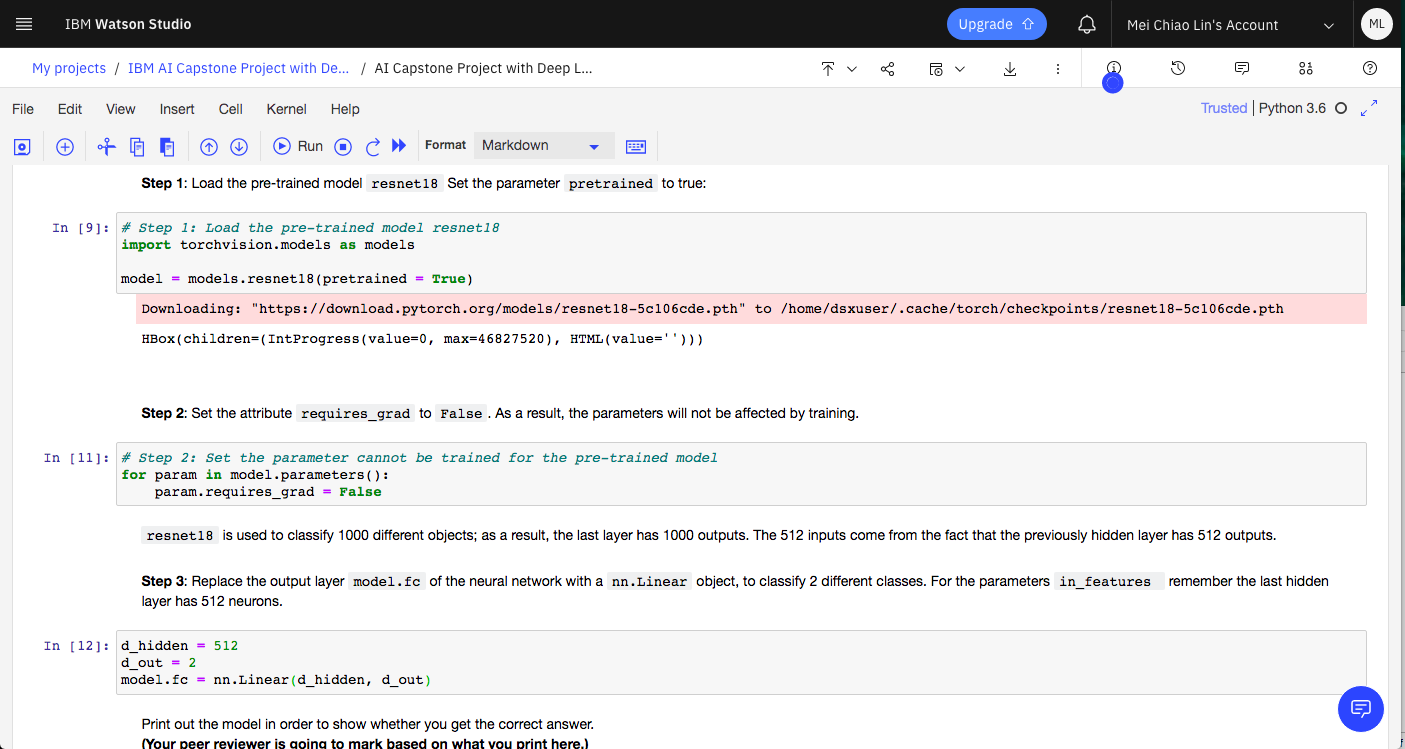 IBM Watson Studio
Upgrade
Mei Chiao Lin's Account
ML
My projects / IBM AI Capstone Project with De... / AI Capstone Project with Deep L...
File Edit View Insert Cell Kernel Help
Trusted | Python 3.6
Run
Format
Markdown
Step 1: Load the pre-trained model resnet18 Set the parameter pretrained to true:
In [9]:
# Step 1: Load the pre-trained model resnet18
import torchvision.models as models
model = models.resnet18(pretrained = True)
Downloading: "https://download.pytorch.org/models/resnet18-5c106cde.pth" to /home/dsxuser/.cache/torch/checkpoints/resnet18-5c106cde.pth
HBox(children=(IntProgress(value=0, max=46827520), HTML(value='')))
Step 2: Set the attribute requires_grad to False . As a result, the parameters will not be affected by training.
In [11]:
# Step 2: Set the parameter cannot be trained for the pre-trained model
for param in model.parameters():
    param.requires_grad = False
resnet18 is used to classify 1000 different objects; as a result, the last layer has 1000 outputs. The 512 inputs come from the fact that the previously hidden layer has 512 outputs.
Step 3: Replace the output layer model.fc of the neural network with a nn.Linear object, to classify 2 different classes. For the parameters in_features remember the last hidden
layer has 512 neurons.
In [12]:
d_hidden = 512
d_out = 2
model.fc = nn.Linear(d_hidden, d_out)
Print out the model in order to show whether you get the correct answer.
(Your peer reviewer is going to mark based on what you print here.)